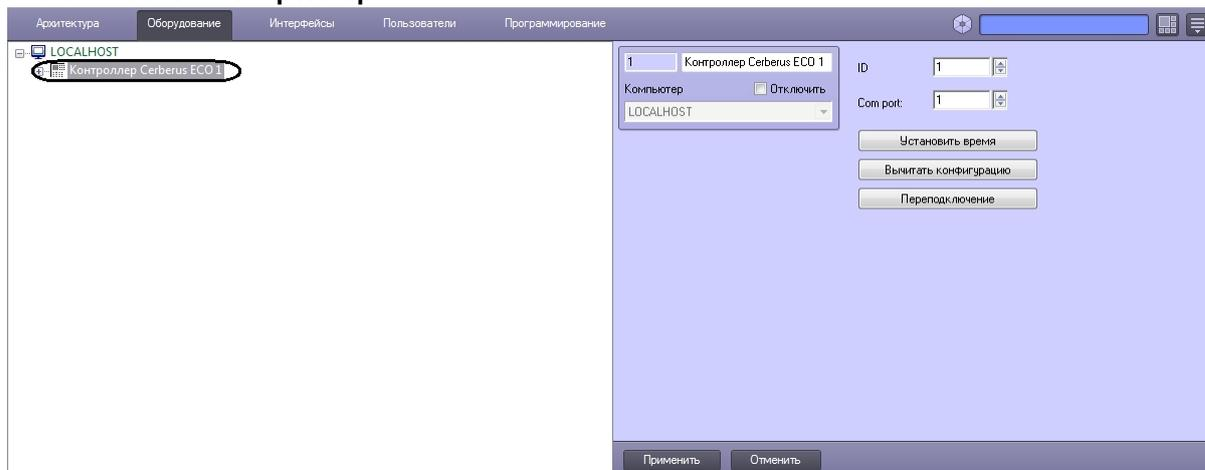 Архитектура Оборудование Интерфейсы Пользователи Программирование
LOCALHOST
Контроллер Cerberus ECO 1
1 Контроллер Cerberus ECO 1
Компьютер Отключить
LOCALHOST
ID 1
Com port: 1
Установить время
Вычитать конфигурацию
Переподключение
Применить Отменить